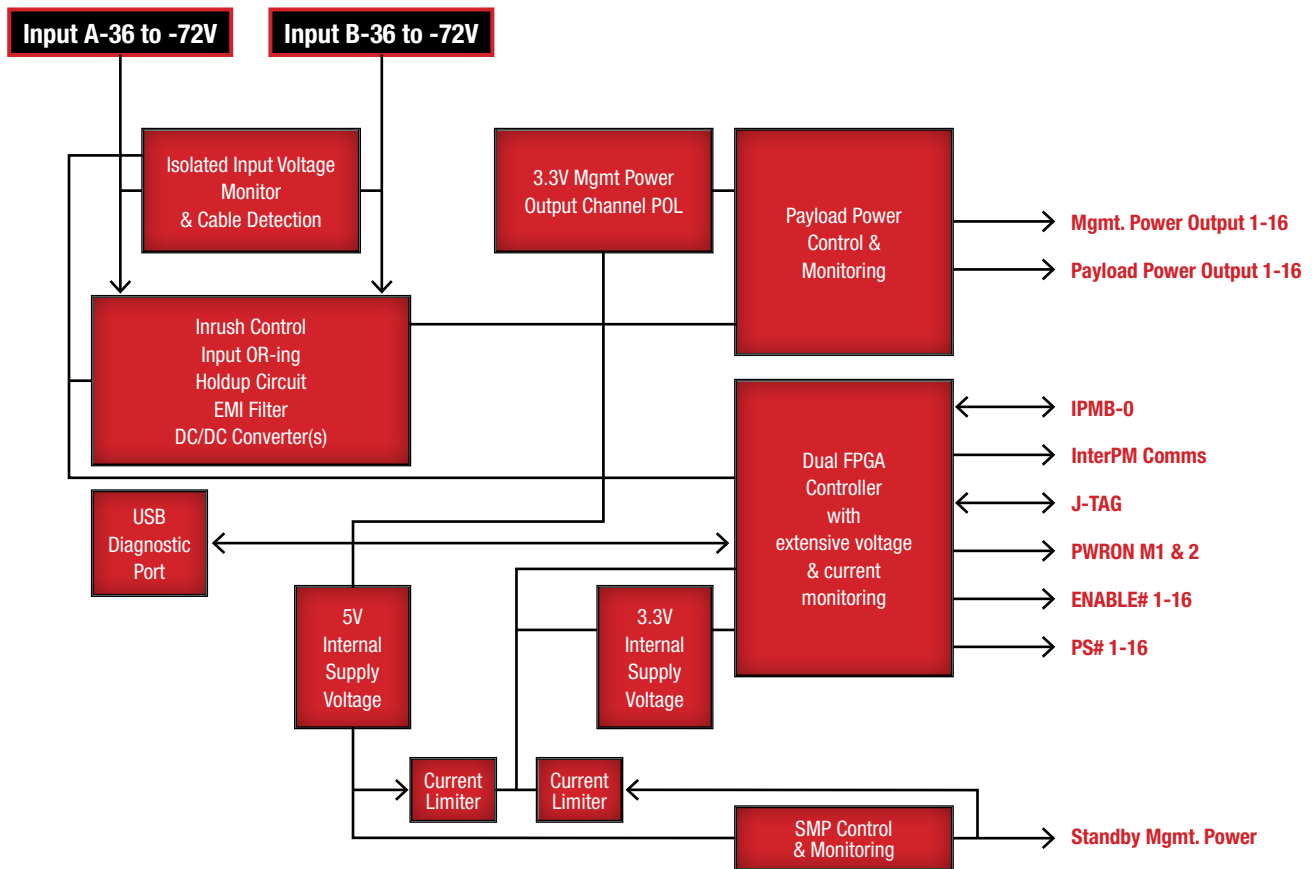 Input A-36 to -72V
Input B-36 to -72V
Isolated Input Voltage
Monitor
& Cable Detection
3.3V Mgmt Power
Output Channel POL
Payload Power
Control &
Monitoring
Mgmt. Power Output 1-16
Payload Power Output 1-16
Inrush Control
Input OR-ing
Holdup Circuit
EMI Filter
DC/DC Converter(s)
Dual FPGA
Controller
with
extensive voltage
& current
monitoring
IPMB-0
InterPM Comms
J-TAG
PWRON M1 & 2
ENABLE# 1-16
PS# 1-16
USB
Diagnostic
Port
5V
Internal
Supply
Voltage
3.3V
Internal
Supply
Voltage
Current
Limiter
Current
Limiter
SMP Control
& Monitoring
Standby Mgmt. Power